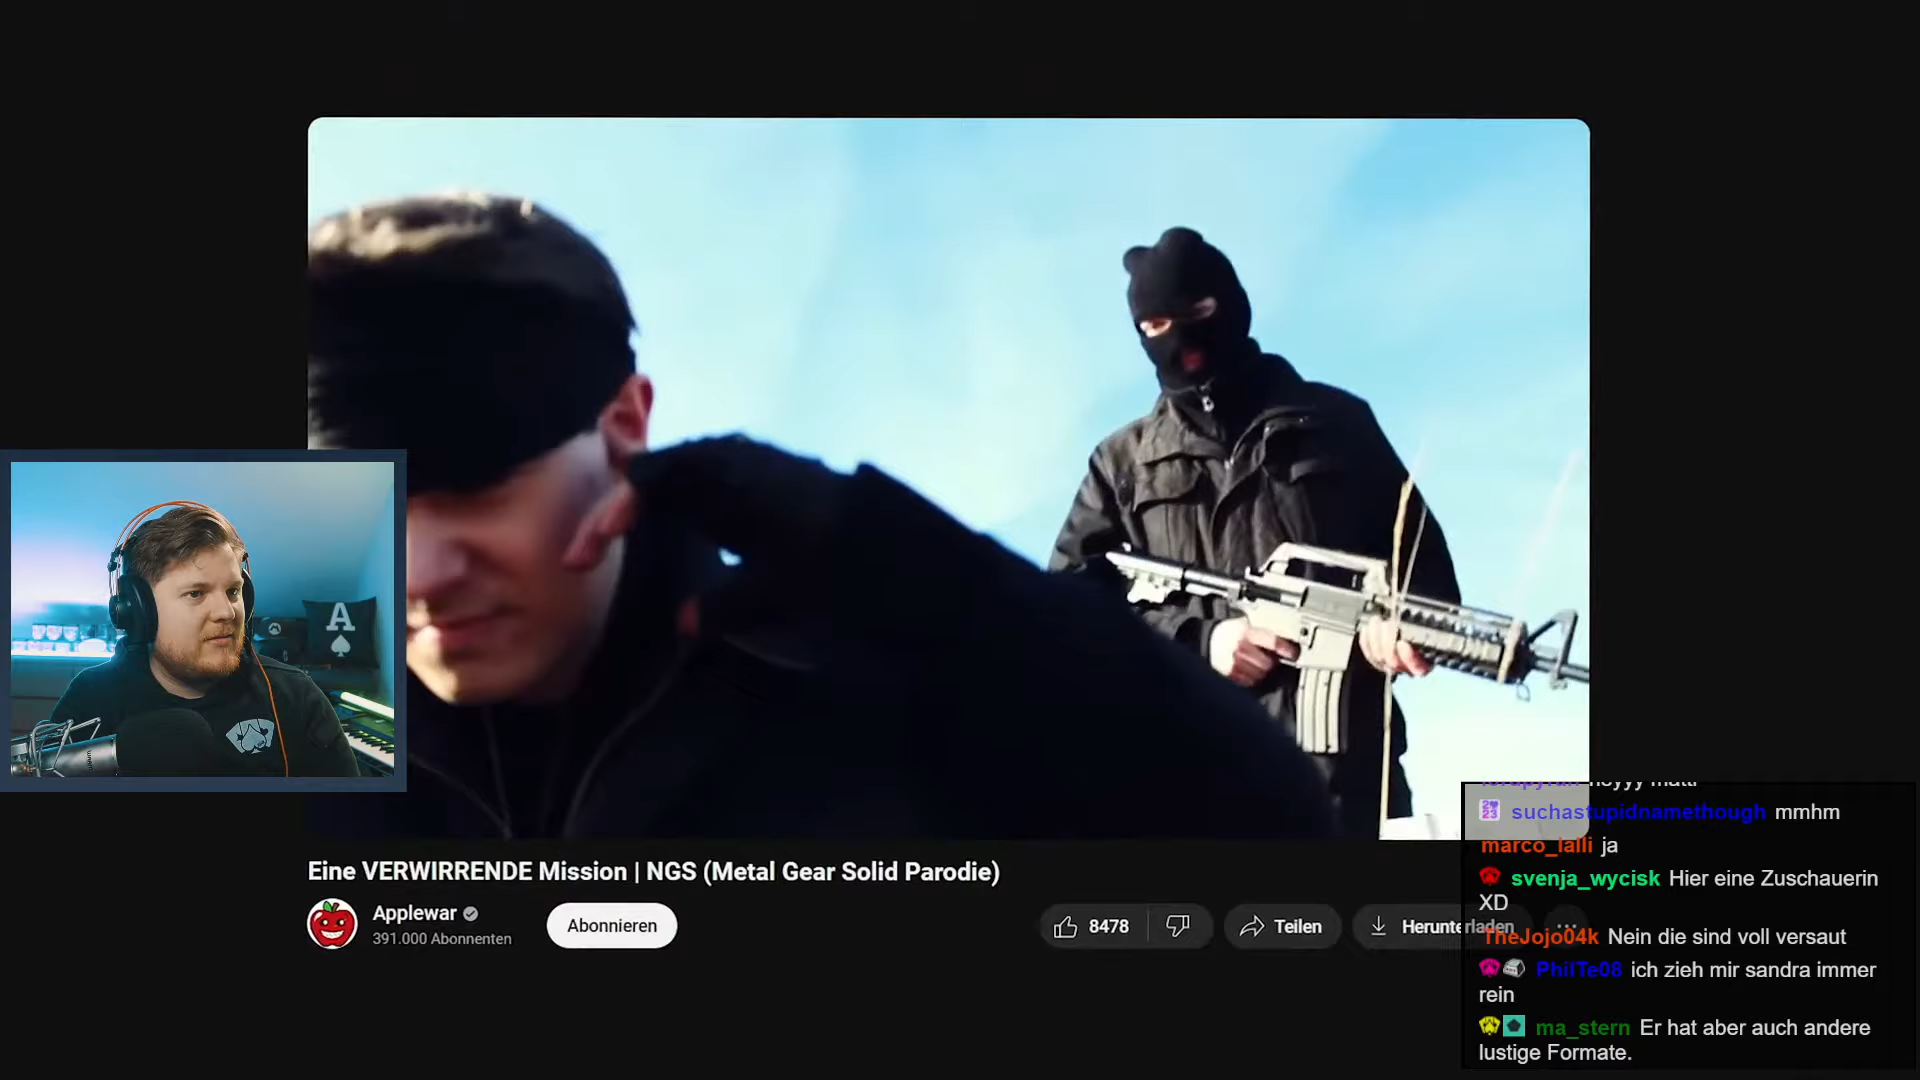 A
heyyy matti
suchastupidnamethough mmhm
marco_lalli ja
svenja_wycisk Hier eine Zuschauerin
XD
TheJojo04k Nein die sind voll versaut
PhilTe08 ich zieh mir sandra immer
rein
ma_stern Er hat aber auch andere
lustige Formate.
Eine VERWIRRENDE Mission | NGS (Metal Gear Solid Parodie)
Applewar
391.000 Abonnenten
Abonnieren
8478
Teilen
Herunterladen